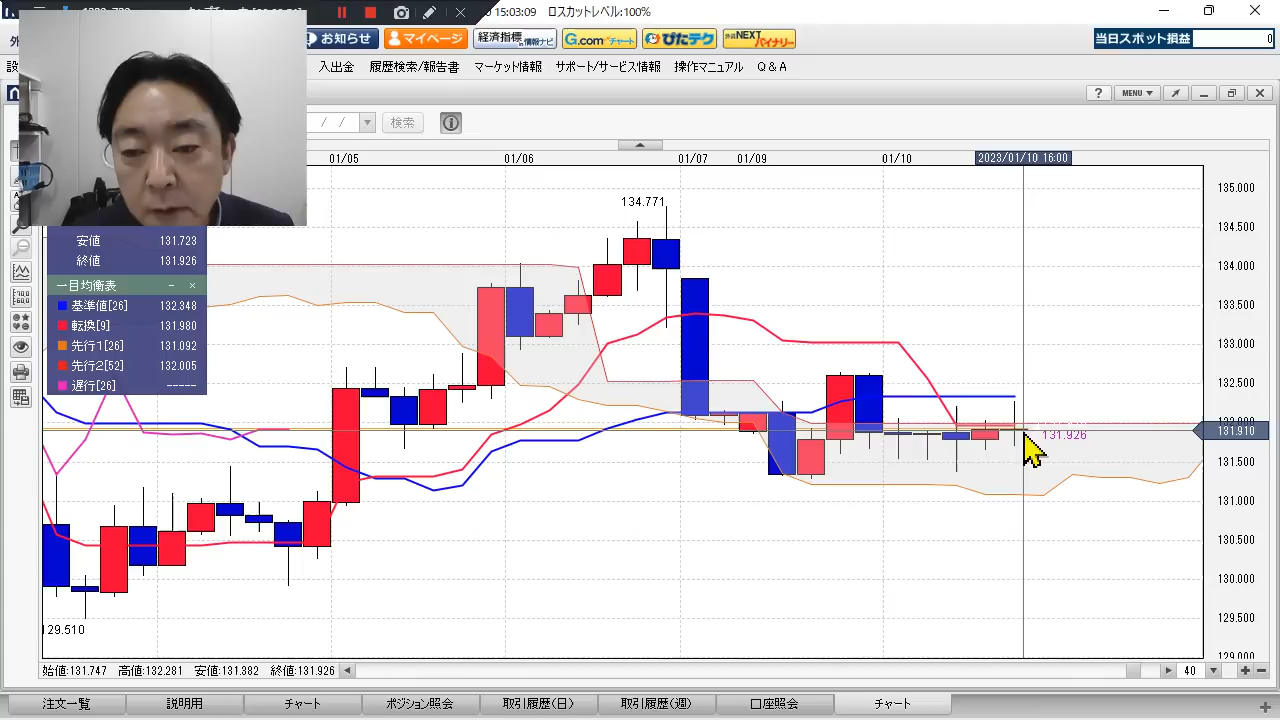 15:03:09 ロスカットレベル:100%
お知らせ
マイページ
経済指標
情報ナビ
G.comチャート
ぴたテク
外貨NEXT
バイナリー
当日スポット損益
0
入出金 履歴検索/報告書 マーケット情報 サポート/サービス情報 操作マニュアル Q&A
? MENU
/ /
検索
01/05
01/06
01/07
01/09
01/10
2023/01/10 16:00
135.000
134.771
134.500
安値 131.723
終値 131.926
134.000
一目均衡表
基準値[26] 132.348
133.500
転換[9] 131.980
先行1[26] 131.092
133.000
先行2[52] 132.005
遅行[26] -----
132.500
132.000
131.910
131.926
131.500
131.000
130.500
130.000
129.510
129.500
129.000
始値:131.747 高値:132.281 安値:131.382 終値:131.926
40
注文一覧
説明用
チャート
ポジション照会
取引履歴(日)
取引履歴(週)
口座照会
チャート